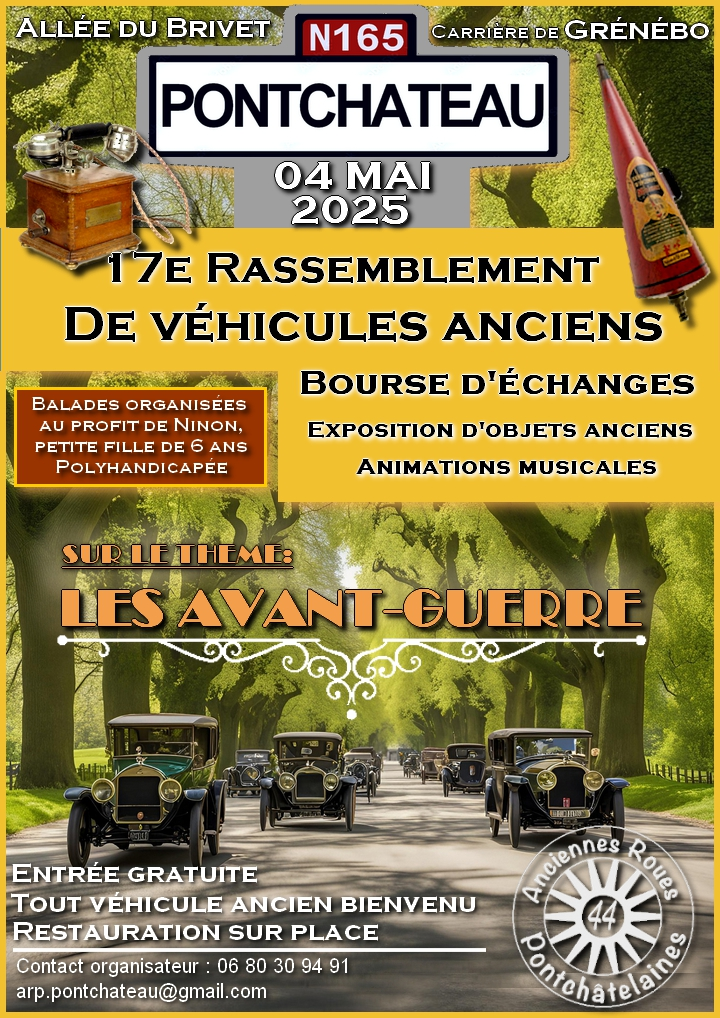 Allée du Brivet
N165
Carrière de Grénébo
PONTCHATEAU
04 MAI
2025
17e Rassemblement
De véhicules anciens
Bourse d'échanges
Exposition d'objets anciens
Animations musicales
Balades organisées
au profit de Ninon,
petite fille de 6 ans
Polyhandicapée
SUR LE THEME:
LES AVANT-GUERRE
Entrée gratuite
Tout véhicule ancien bienvenu
Restauration sur place
Contact organisateur : 06 80 30 94 91
arp.pontchateau@gmail.com
Anciennes Roues
44
Pontchâtelaines